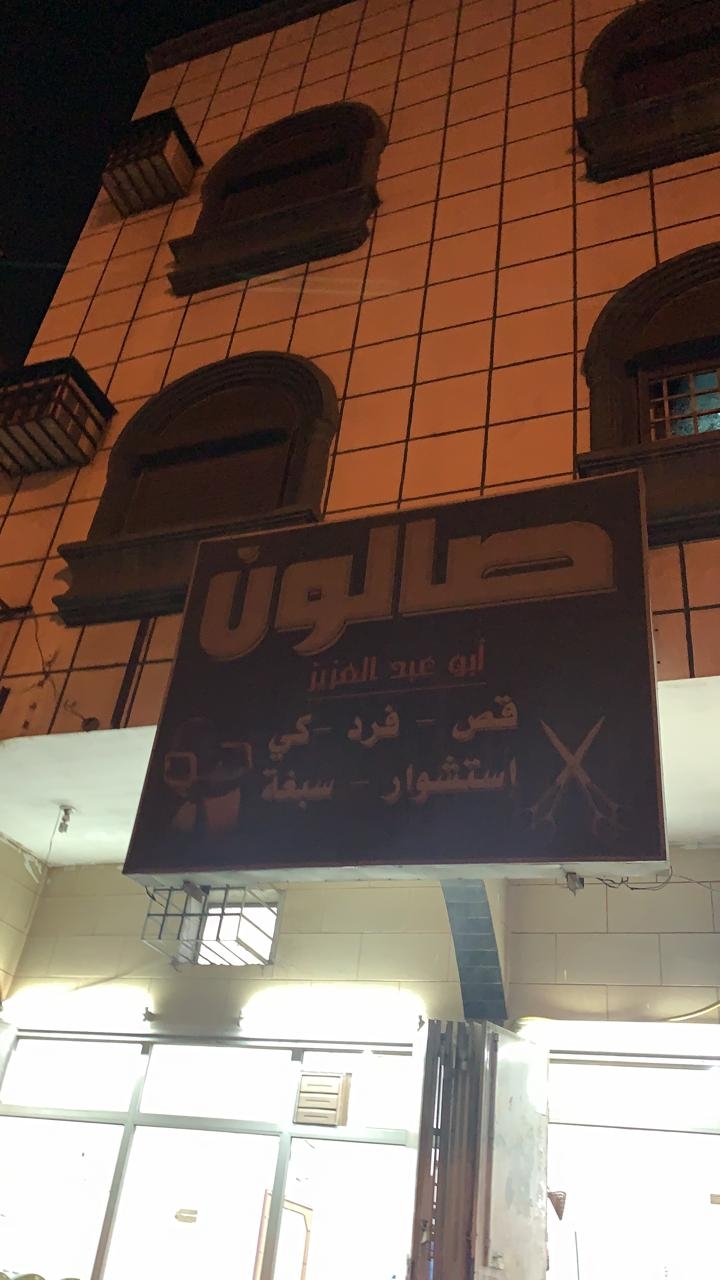 صالون
أبو عبد العزيز
قص - فرد - كي
استشوار - سبغة